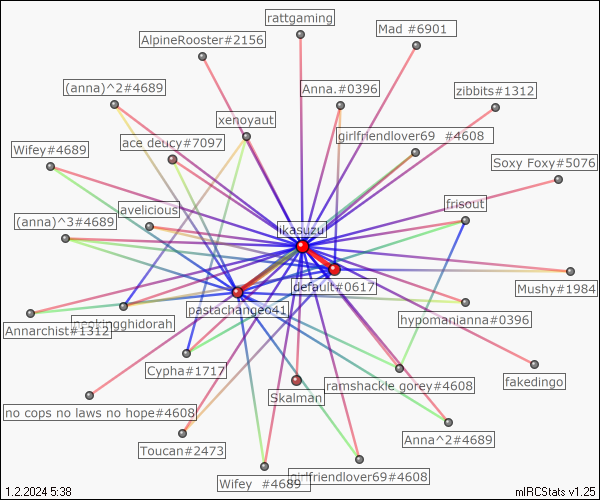 rattgaming
Mad #6901
AlpineRooster#2156
(anna)^2#4689
Anna.#0396
zibbits#1312
xenoyaut
ace deucy#7097
girlfriendlover69 #4608
Wifey#4689
Soxy Foxy#5076
avelicious
frisout
(anna)^3#4689
ikasuzu
default#0617
Mushy#1984
pastachangeo41
hypomanianna#0396
Annarchist#1312
Cypha#1717
ramshackle gorey#4608
fakedingo
Skalman
no cops no laws no hope#4608
Anna^2#4689
Toucan#2473
Wifey #4689
girlfriendlover69#4608
1.2.2024 5:38
mIRCStats v1.25